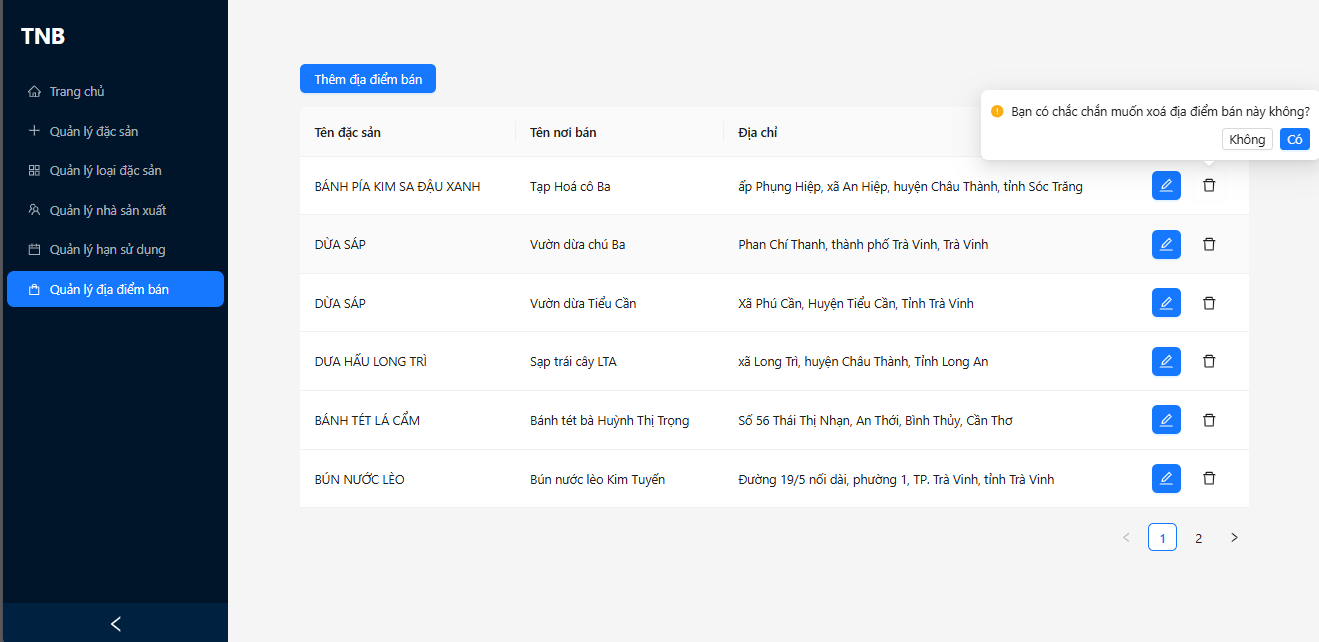 TNB
Trang chủ
Quản lý đặc sản
Quản lý loại đặc sản
Quản lý nhà sản xuất
Quản lý hạn sử dụng
Quản lý địa điểm bán
Thêm địa điểm bán
Bạn có chắc chắn muốn xoá địa điểm bán này không?
Không Có
Tên đặc sản Tên nơi bán Địa chỉ
BÁNH PÍA KIM SA ĐẬU XANH Tạp Hoá cô Ba ấp Phụng Hiệp, xã An Hiệp, huyện Châu Thành, tỉnh Sóc Trăng
DỪA SÁP Vườn dừa chú Ba Phan Chí Thanh, thành phố Trà Vinh, Trà Vinh
DỪA SÁP Vườn dừa Tiểu Cần Xã Phú Cần, Huyện Tiểu Cần, Tỉnh Trà Vinh
DƯA HẤU LONG TRÌ Sạp trái cây LTA xã Long Trì, huyện Châu Thành, Tỉnh Long An
BÁNH TÉT LÁ CẨM Bánh tét bà Huỳnh Thị Trọng Số 56 Thái Thị Nhạn, An Thới, Bình Thủy, Cần Thơ
BÚN NƯỚC LÈO Bún nước lèo Kim Tuyến Đường 19/5 nối dài, phường 1, TP. Trà Vinh, tỉnh Trà Vinh
1 2